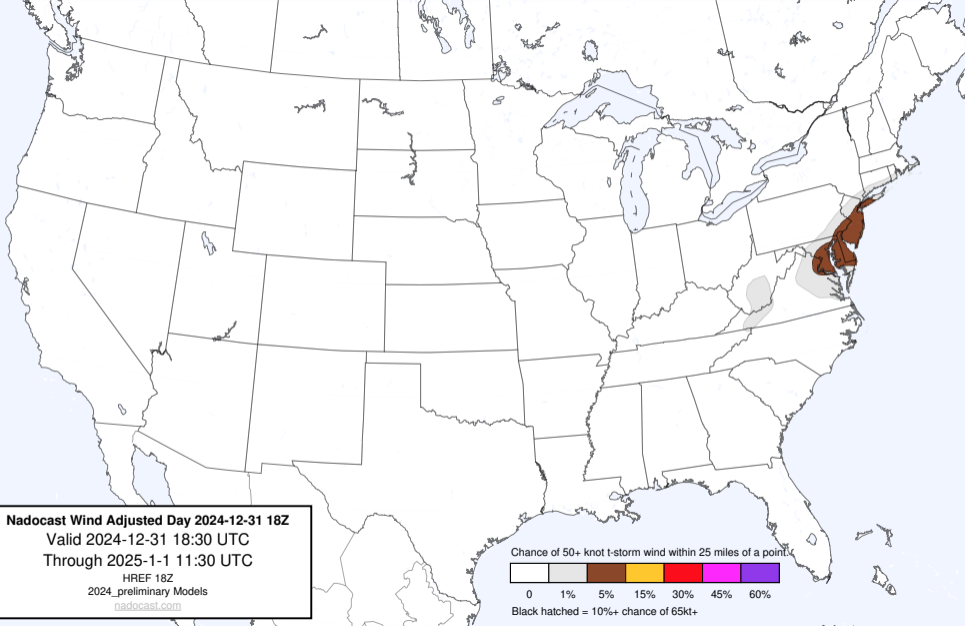 Nadocast Wind Adjusted Day 2024-12-31 18Z
Valid 2024-12-31 18:30 UTC
Through 2025-1-1 11:30 UTC
HREF 18Z
2024_preliminary Models
nadocast.com
Chance of 50+ knot t-storm wind within 25 miles of a point.
0 1% 5% 15% 30% 45% 60%
Black hatched = 10%+ chance of 65kt+